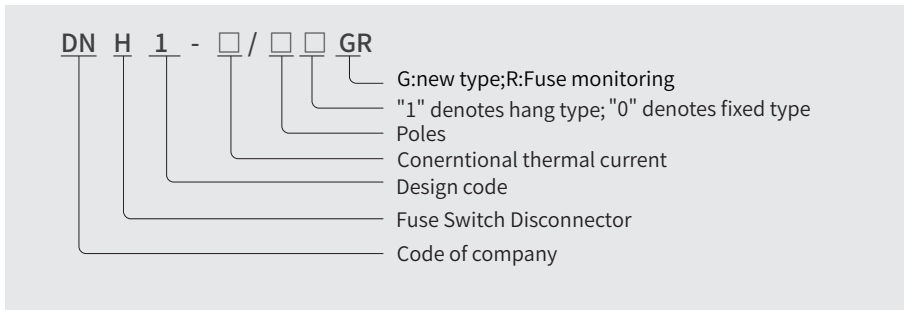 DN H 1 - □ / □ □ GR
G:new type;R:Fuse monitoring
"1" denotes hang type; "0" denotes fixed type
Poles
Conerntional thermal current
Design code
Fuse Switch Disconnector
Code of company